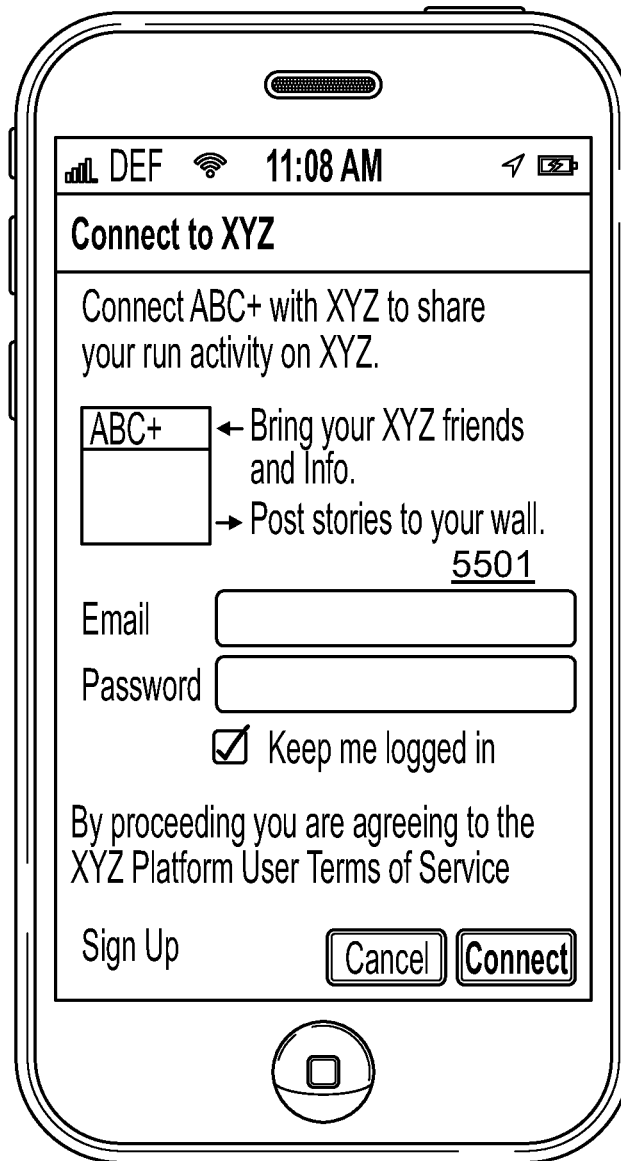 DEF 11:08 AM
Connect to XYZ
Connect ABC+ with XYZ to share
your run activity on XYZ.
ABC+
Bring your XYZ friends
and Info.
Post stories to your wall.
5501
Email
Password
Keep me logged in
By proceeding you are agreeing to the
XYZ Platform User Terms of Service
Sign Up Cancel Connect